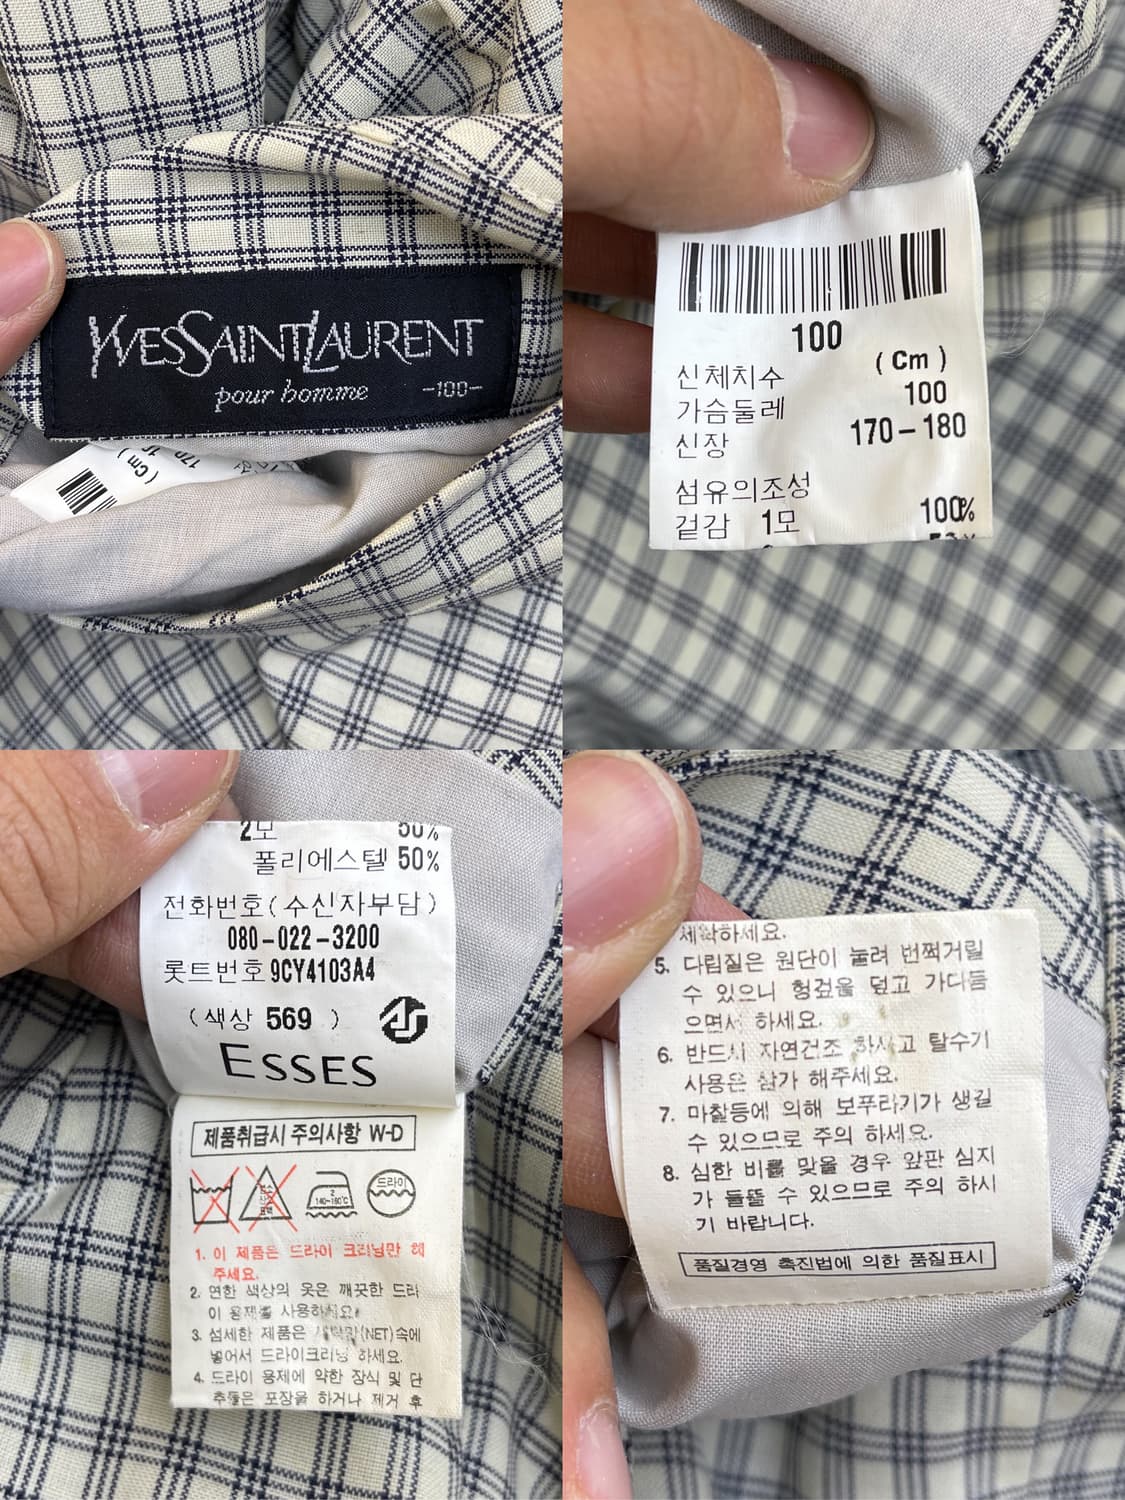 YVESSAINTLAURENT
pour homme -100-
(Cm)
100
신체치수 (Cm)
가슴둘레 100
신장 170-180
섬유의조성
겉감 1모 100%
2모 50%
폴리에스텔 50%
전화번호(수신자부담)
080-022-3200
롯트번호 9CY4103A4
(색상 569 )
ESSES
제품취급시 주의사항 W-D
2
140~160℃
드라이
1. 이 제품은 드라이 크리닝만 해
주세요.
2. 연한 색상의 옷은 깨끗한 드라
이 용제를 사용하세요.
3. 섬세한 제품은 (NET)속에
넣어서 드라이크리닝 하세요.
4. 드라이 용제에 약한 장식 및 단
추들은 포장을 하거나 제거 후
세탁하세요.
5. 다림질은 원단이 눌려 번쩍거릴
수 있으니 헝겊을 덮고 가다듬
으면서 하세요.
6. 반드시 자연건조 하시고 탈수기
사용은 삼가 해주세요.
7. 마찰등에 의해 보푸라기가 생길
수 있으므로 주의 하세요.
8. 심한 비를 맞을 경우 앞판 심지
가 들뜰 수 있으므로 주의 하시
기 바랍니다.
품질경영 촉진법에 의한 품질표시